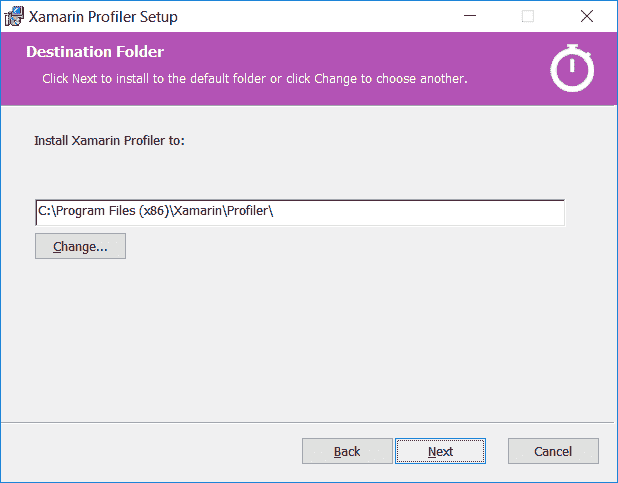 Xamarin Profiler Setup
Destination Folder
Click Next to install to the default folder or click Change to choose another.
Install Xamarin Profiler to:
C:\Program Files (x86)\Xamarin\Profiler\
Change...
Back Next Cancel